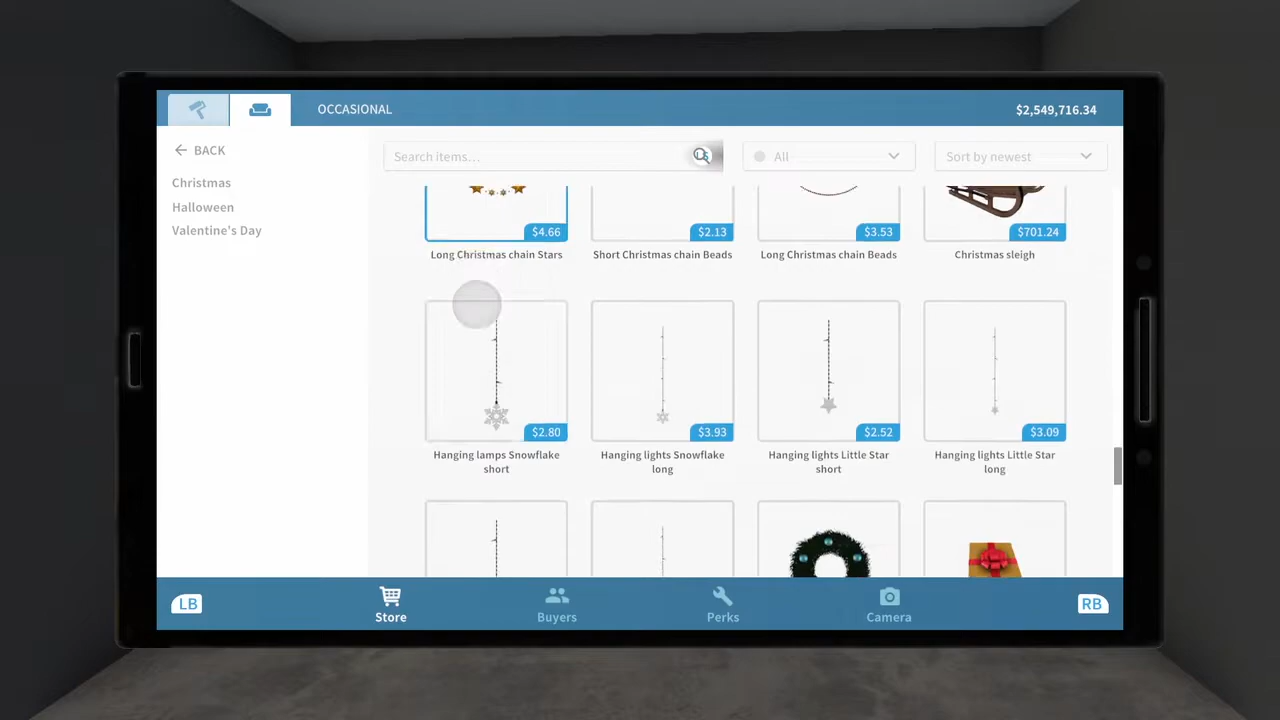 OCCASIONAL
$2,549,716.34
BACK
Christmas
Halloween
Valentine's Day
Search items...
LS
All
Sort by newest
$4.66
$2.13
$3.53
$701.24
Long Christmas chain Stars
Short Christmas chain Beads
Long Christmas chain Beads
Christmas sleigh
$2.80
$3.93
$2.52
$3.09
Hanging lamps Snowflake
short
Hanging lights Snowflake
long
Hanging lights Little Star
short
Hanging lights Little Star
long
LB
Store
Buyers
Perks
Camera
RB